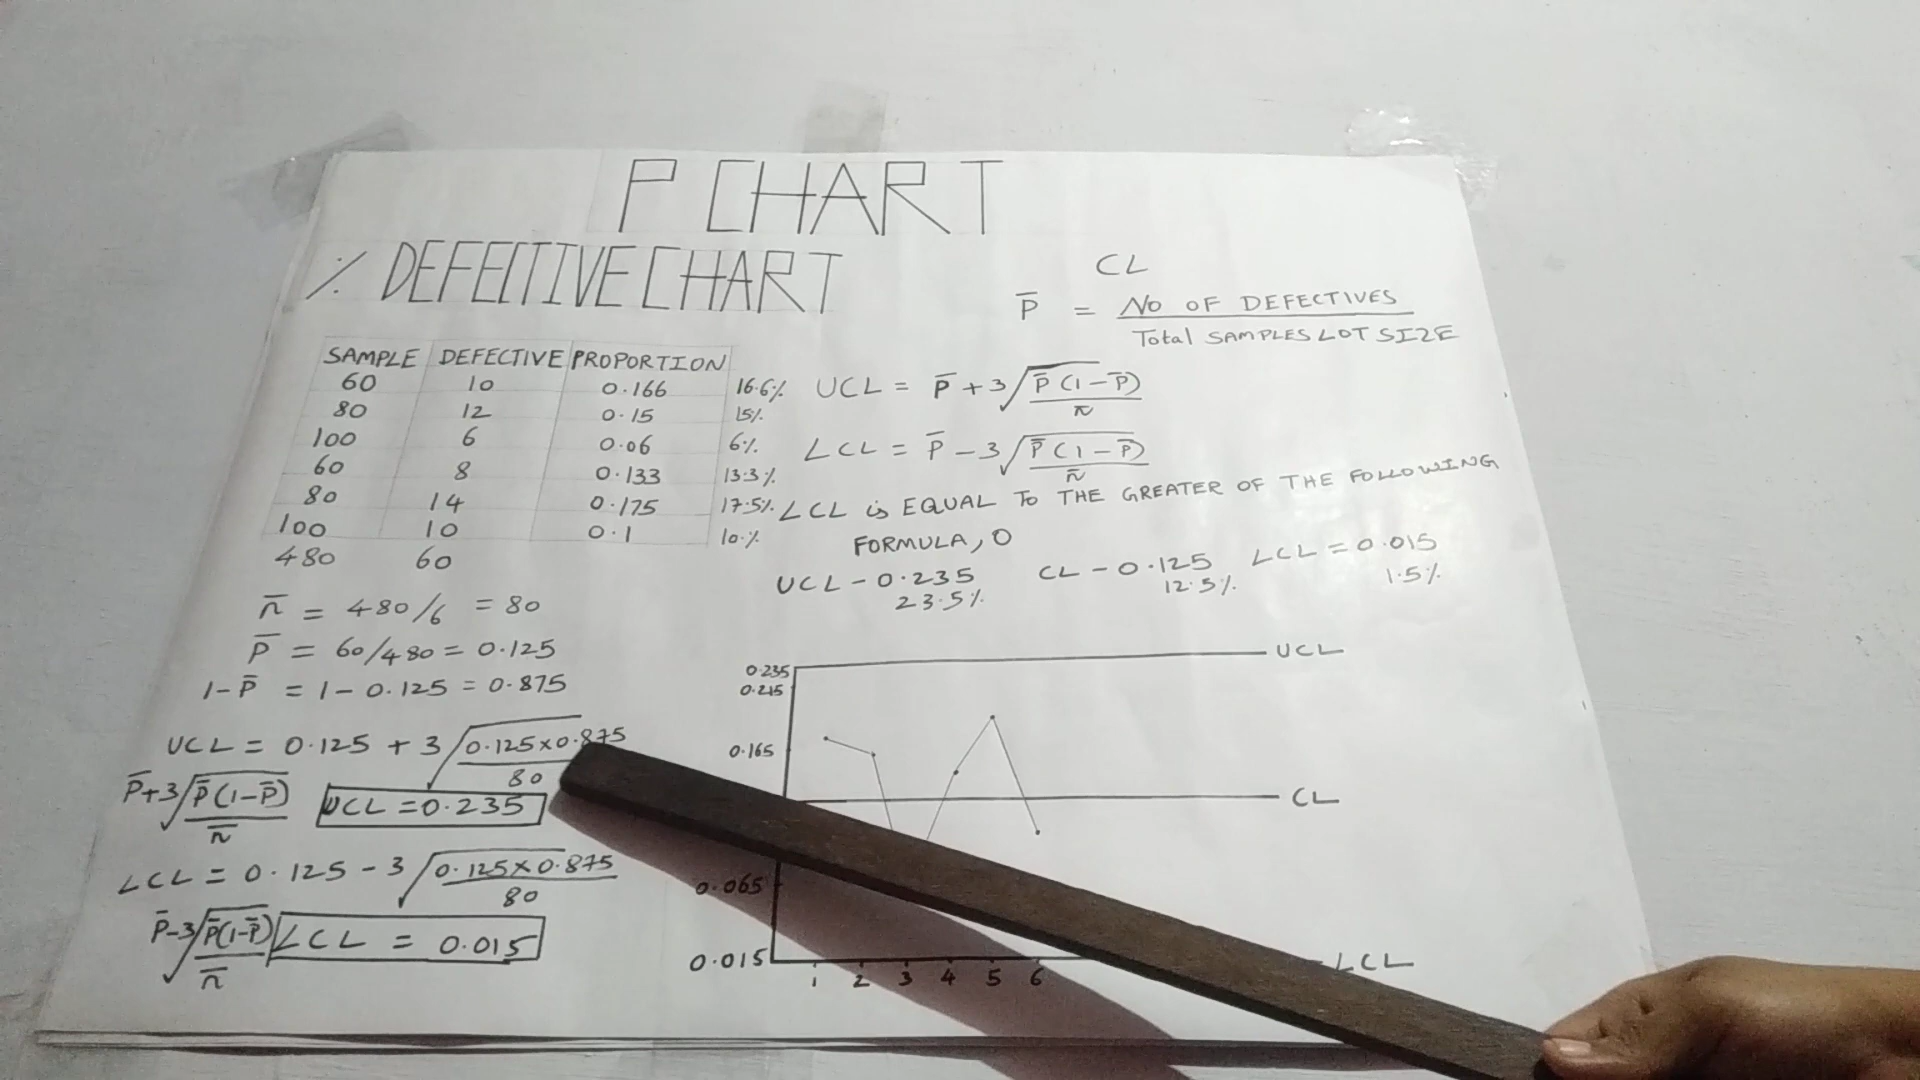 P CHART
% DEFECTIVE CHART
SAMPLE DEFECTIVE PROPORTION
60 10 0.166 16.6%
80 12 0.15 15%
100 6 0.06 6%
60 8 0.133 13.3%
80 14 0.175 17.5%
100 10 0.1 10.%
480 60
n̄ = 480/6 = 80
P̄ = 60/480 = 0.125
1-P̄ = 1 - 0.125 = 0.875
UCL = 0.125 + 3√(0.125×0.875/80)
P̄+3√(P̄(1-P̄)/n̄)
UCL = 0.235
LCL = 0.125 - 3√(0.125×0.875/80)
P̄-3√(P̄(1-P̄)/n̄)
LCL = 0.015
CL
P̄ = NO OF DEFECTIVES / Total SAMPLES LOT SIZE
UCL = P̄ + 3√(P̄(1-P̄)/n̄)
LCL = P̄ - 3√(P̄(1-P̄)/n̄)
LCL is EQUAL TO THE GREATER OF THE FOLLOWING
FORMULA, 0
UCL - 0.235 CL - 0.125 LCL = 0.015
23.5% 12.5% 1.5%
0.235 UCL
0.215
0.165
CL
0.065
0.015 LCL
1 2 3 4 5 6